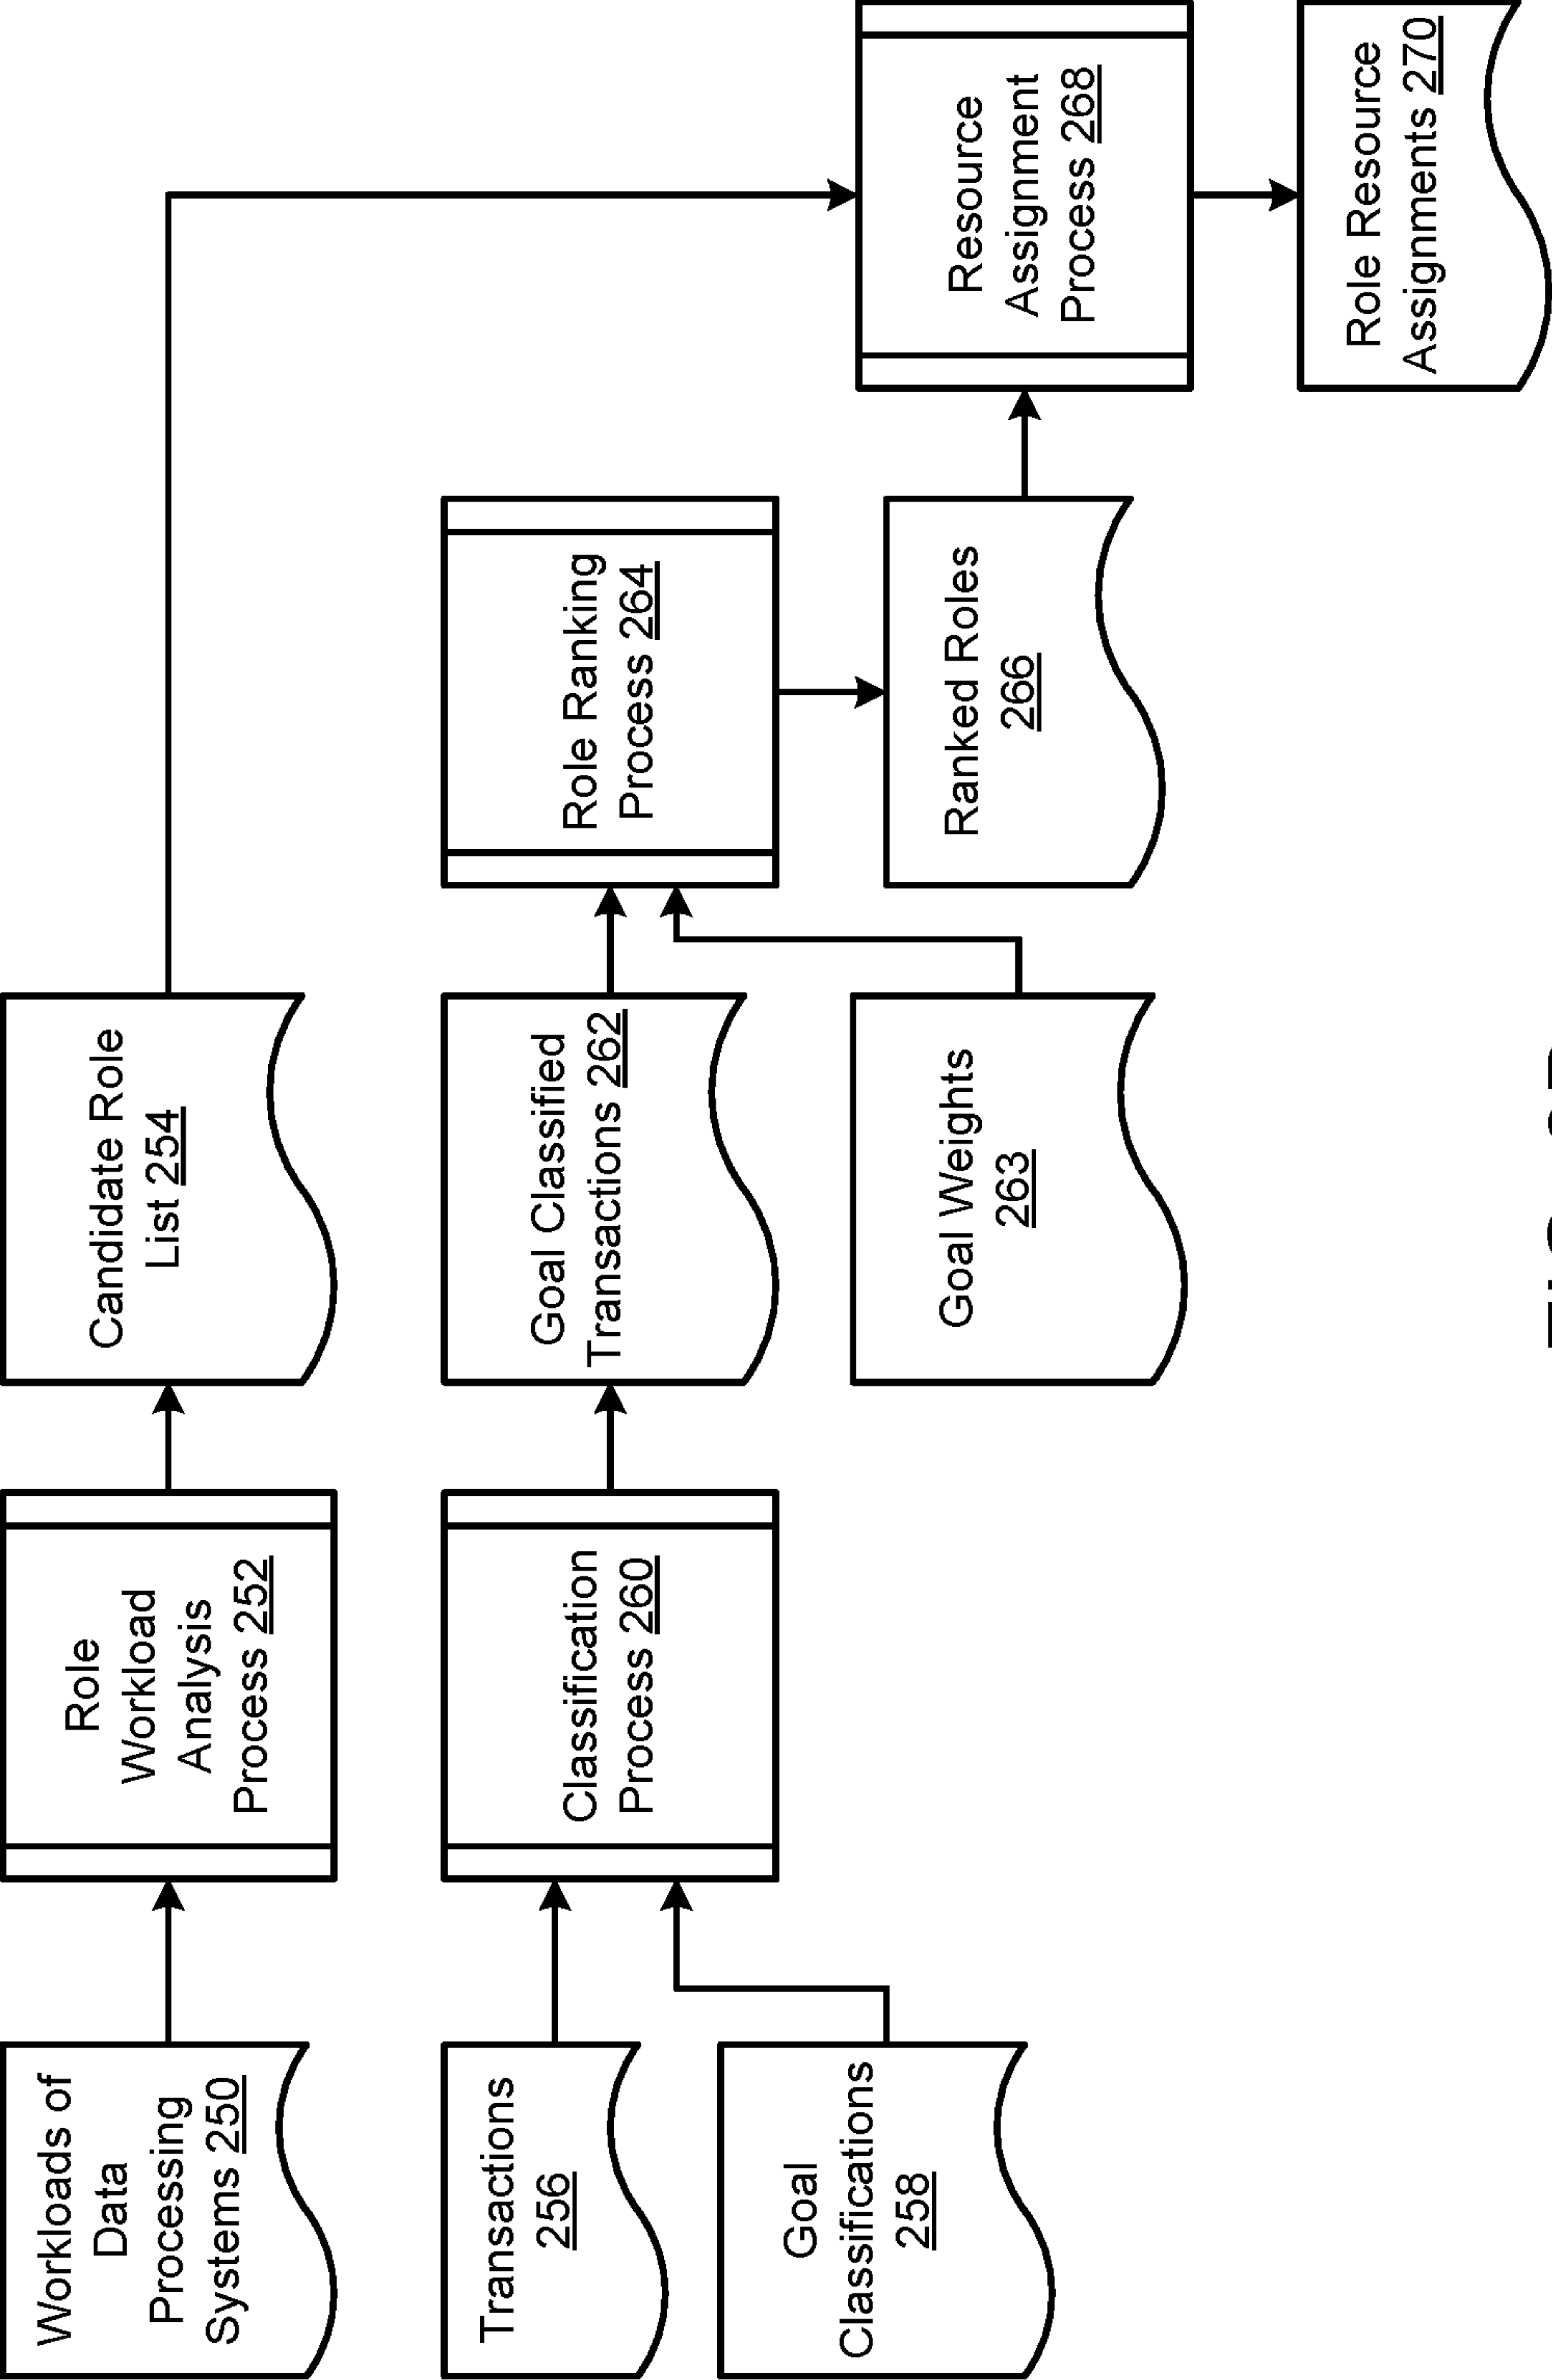 Workloads of
Data
Processing
Systems 250
Role
Workload
Analysis
Process 252
Candidate Role
List 254
Transactions
256
Goal
Classifications
258
Classification
Process 260
Goal Classified
Transactions 262
Goal Weights
263
Role Ranking
Process 264
Ranked Roles
266
Resource
Assignment
Process 268
Role Resource
Assignments 270